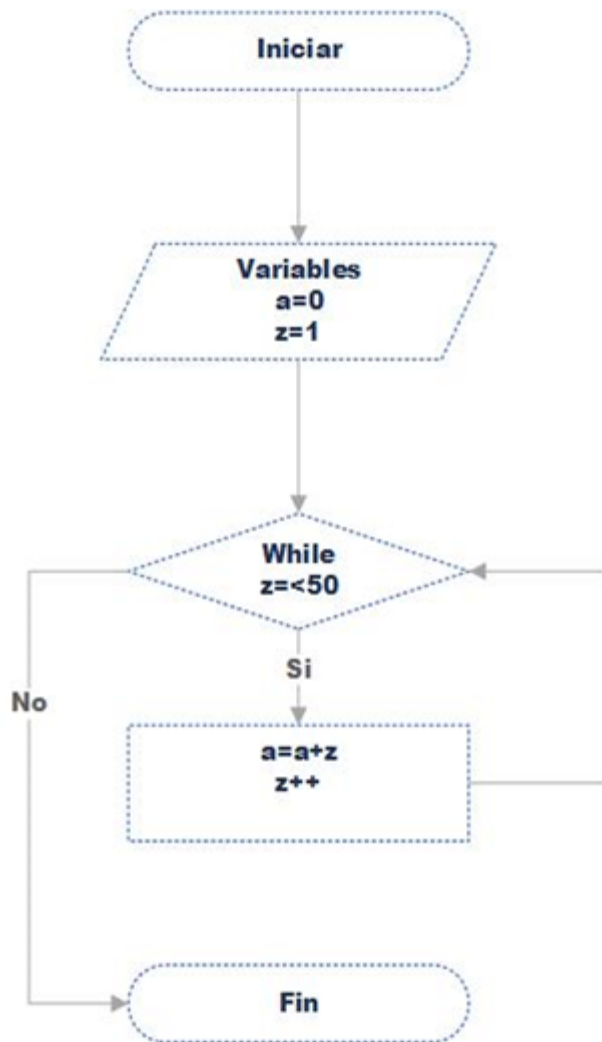 Iniciar
Variables
a=0
z=1
While
z=<50
Si
No
a=a+z
z++
Fin